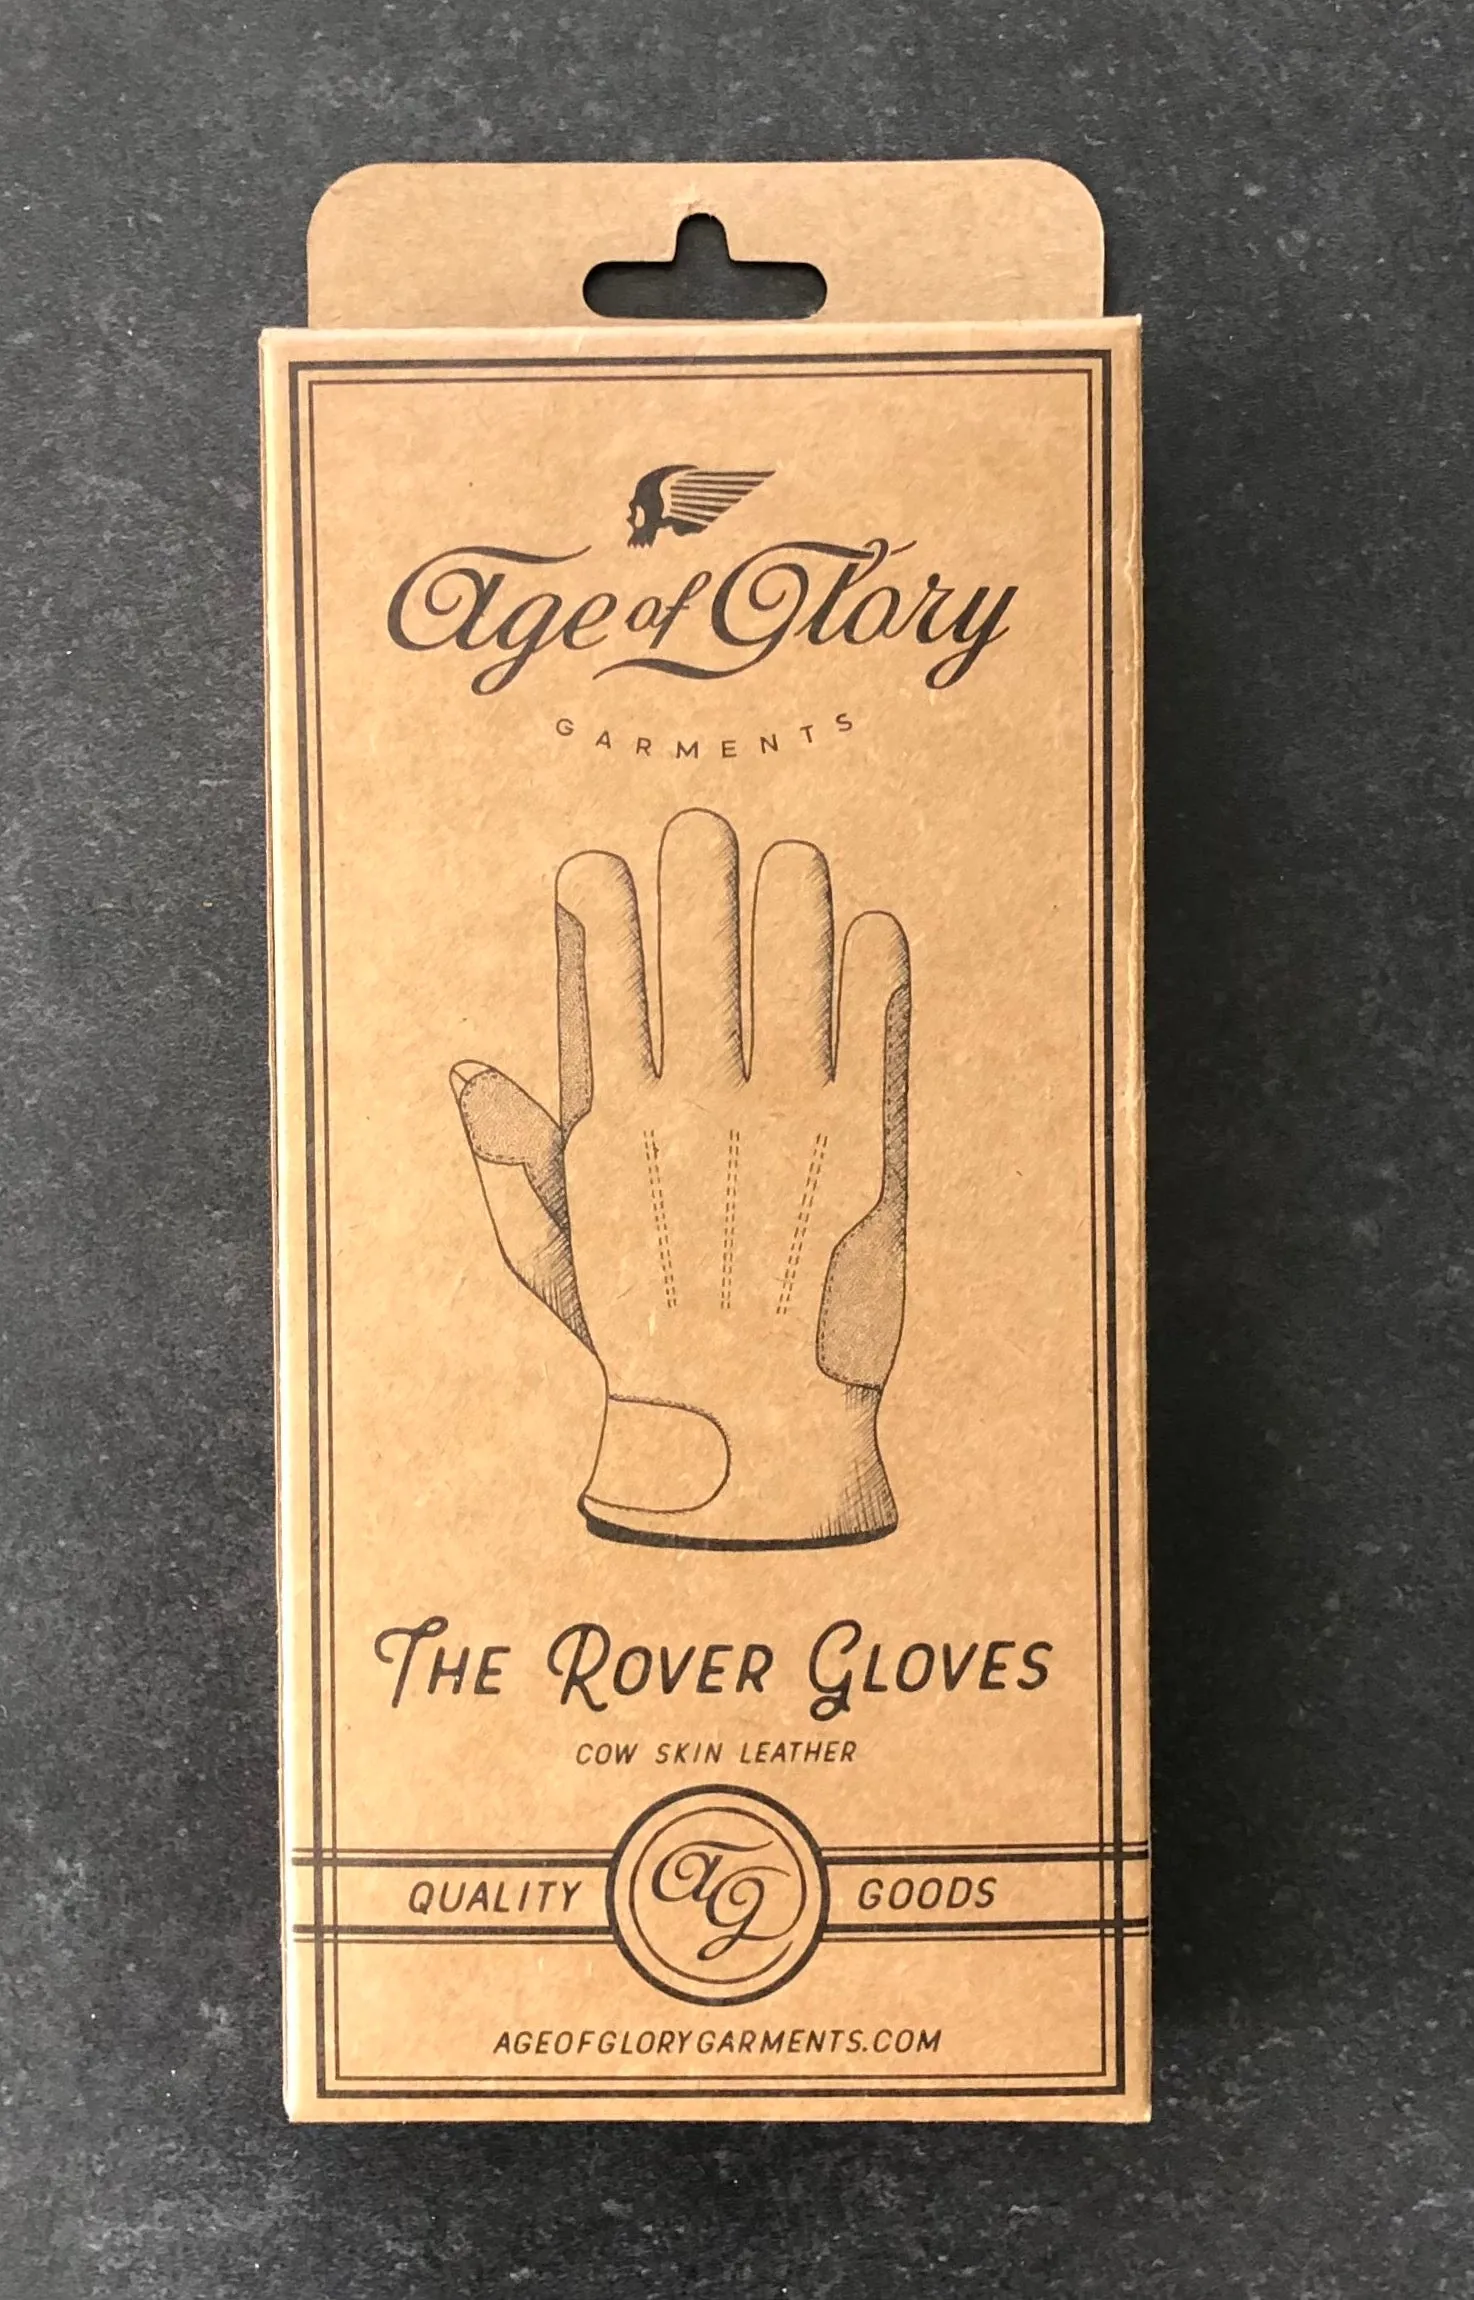 Age of Glory
GARMENTS
THE ROVER GLOVES
COW SKIN LEATHER
QUALITY AG GOODS
AGEOFGLORYGARMENTS.COM